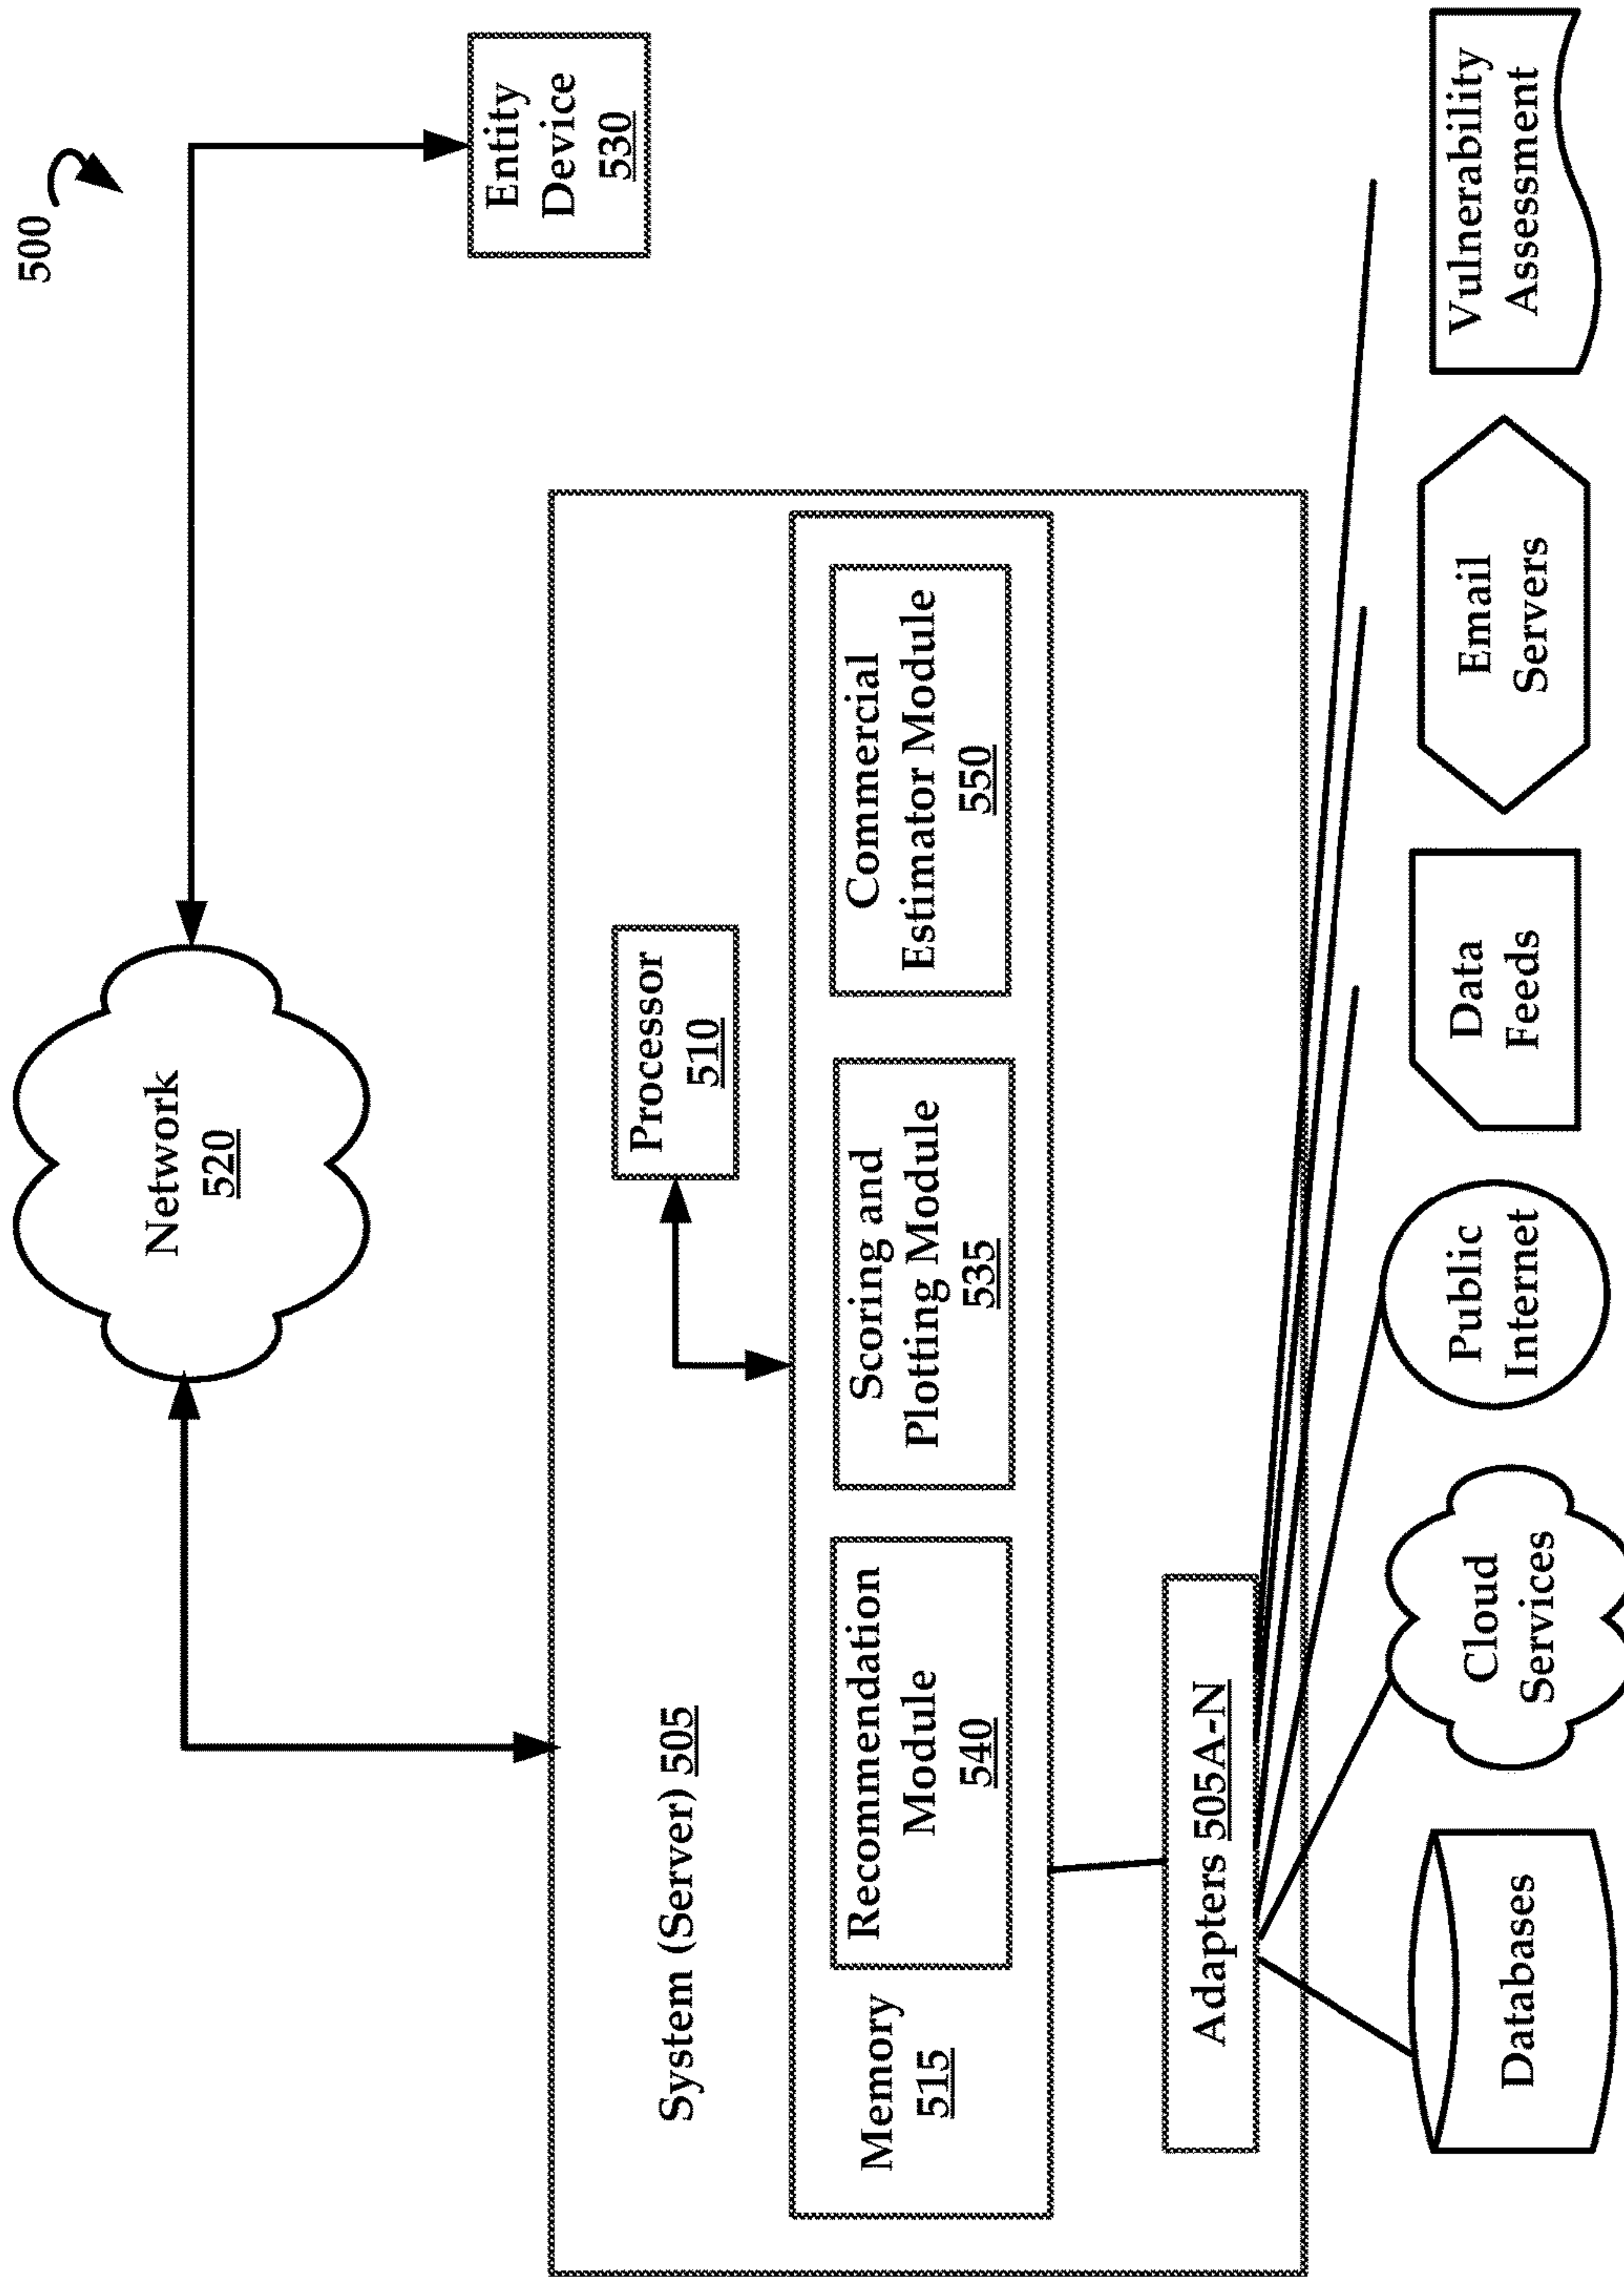 500
Network
520
Entity
Device
530
System (Server) 505
Processor
510
Memory
515
Recommendation
Module
540
Scoring and
Plotting Module
535
Commercial
Estimator Module
550
Adapters 505A-N
Databases
Cloud
Services
Public
Internet
Data
Feeds
Email
Servers
Vulnerability
Assessment